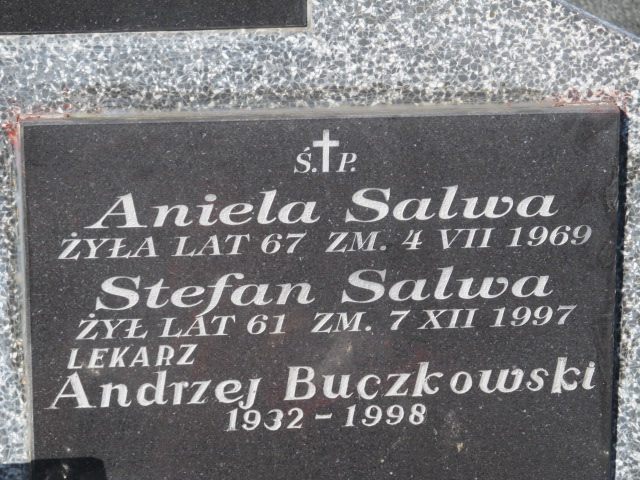 Ś.P.
Aniela Salwa
ŻYŁA LAT 67 ZM. 4 VII 1969
Stefan Salwa
ŻYŁ LAT 61 ZM. 7 XII 1997
LEKARZ
Andrzej Buczkowski
1932 – 1998